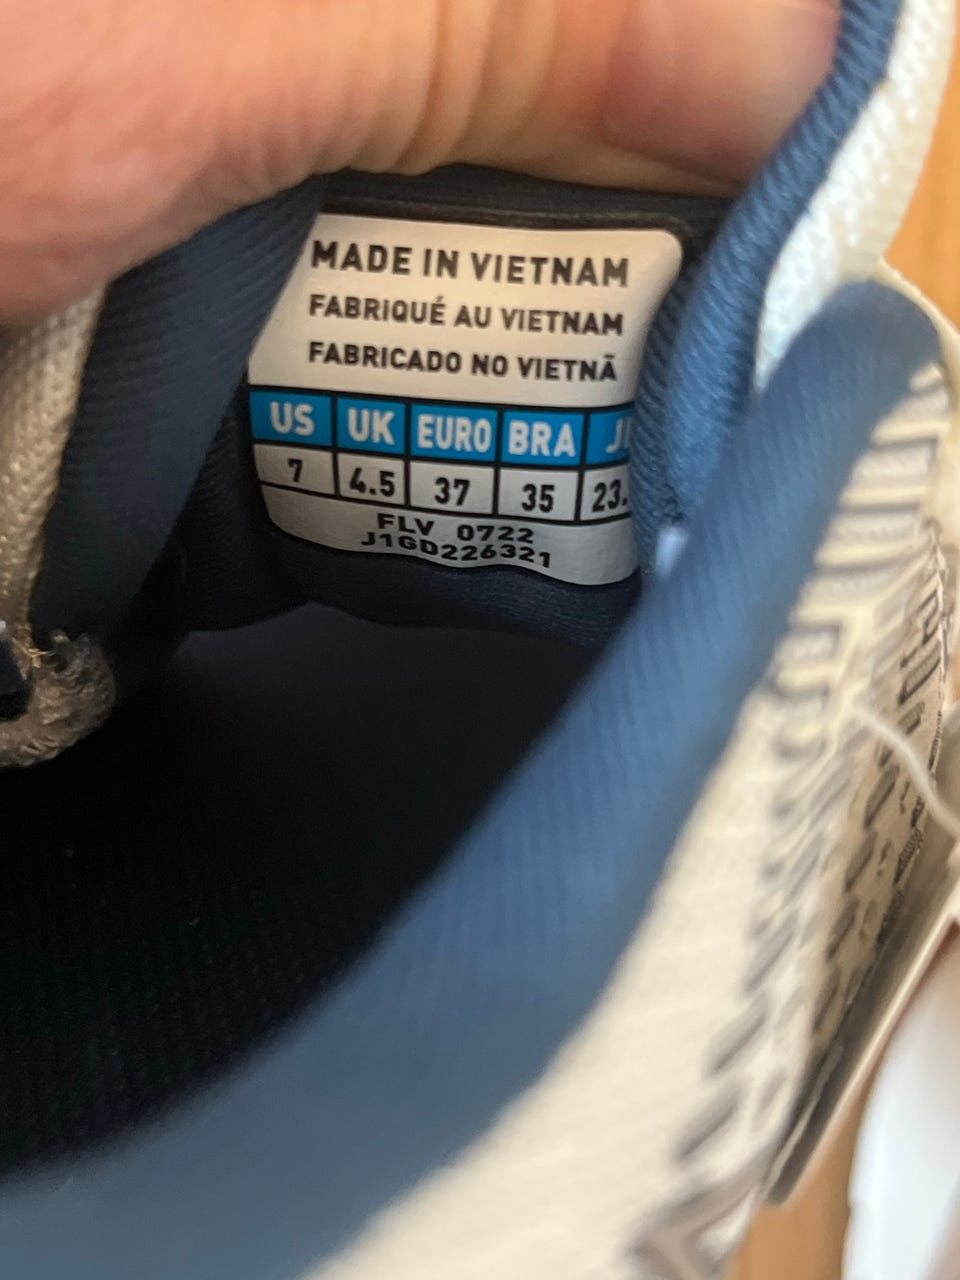 MADE IN VIETNAM
FABRIQUÉ AU VIETNAM
FABRICADO NO VIETNÃ
US UK EURO BRA
7 4.5 37 35
FLV 0722
J1GD226321